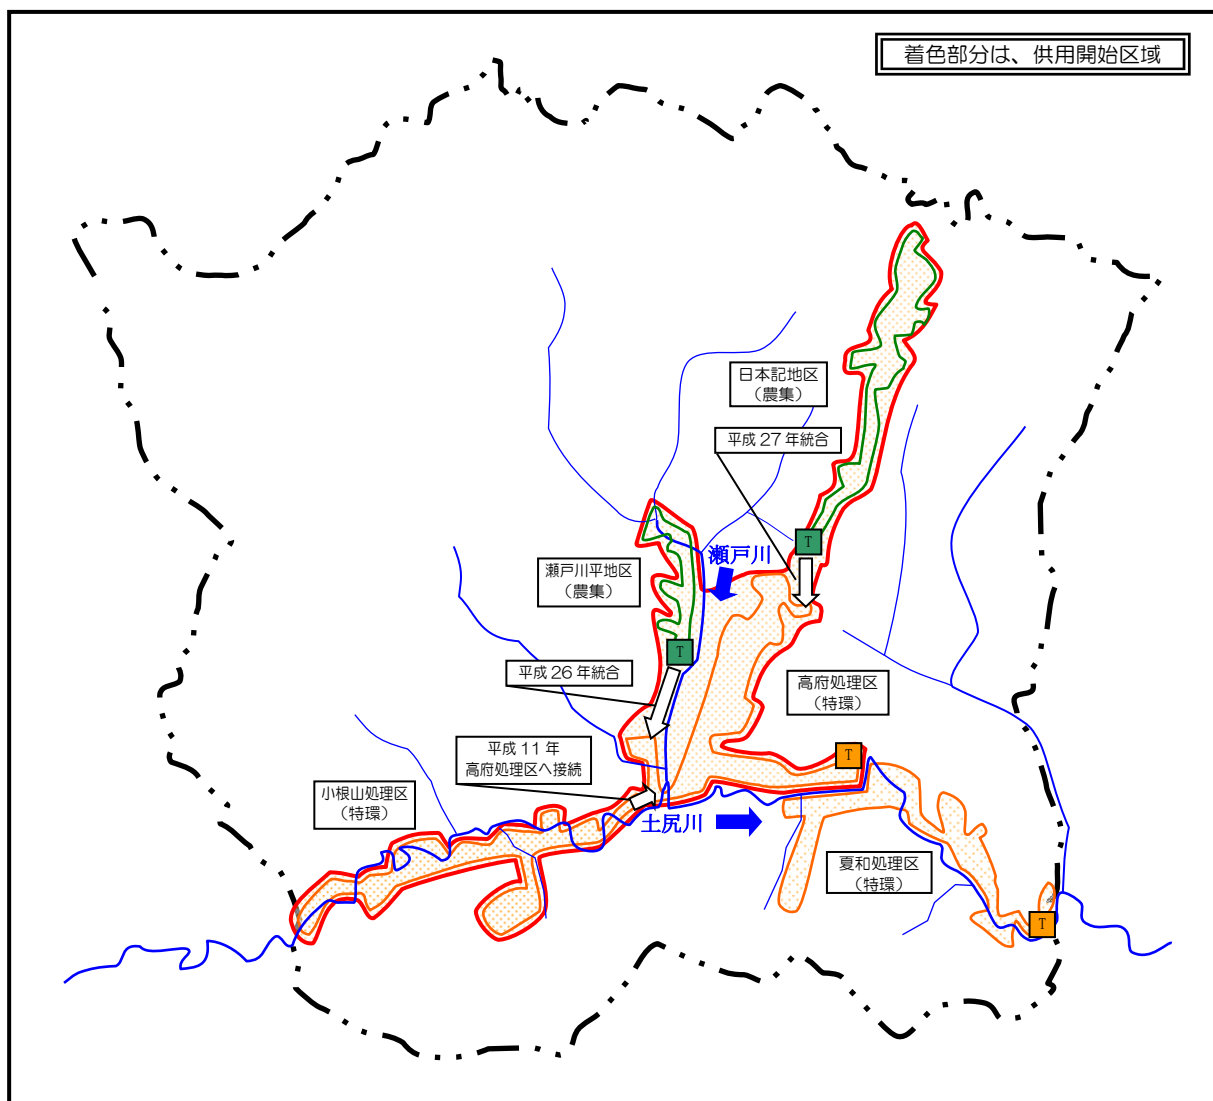 着色部分は、供用開始区域
日本記地区
（農集）
平成 27 年統合
T
瀬戸川
瀬戸川平地区
（農集）
T
平成 26 年統合
高府処理区
（特環）
平成 11 年
高府処理区へ接続
T
小根山処理区
（特環）
土尻川
夏和処理区
（特環）
T